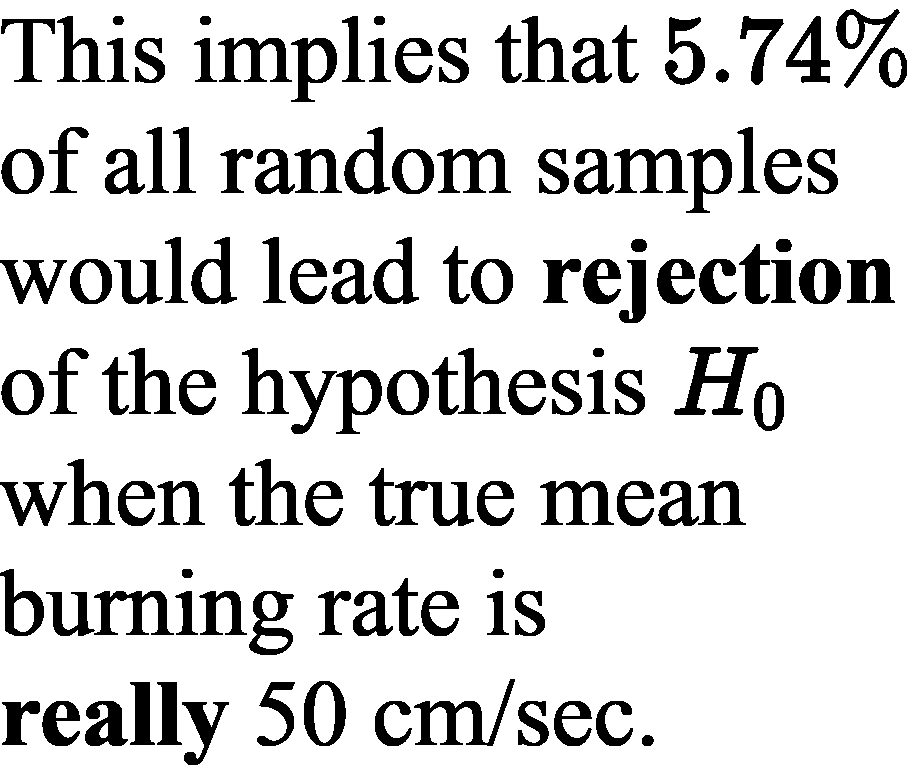 This implies that 5.74%
of all random samples
would lead to rejection
of the hypothesis H₀
when the true mean
burning rate is
really 50 cm/sec.